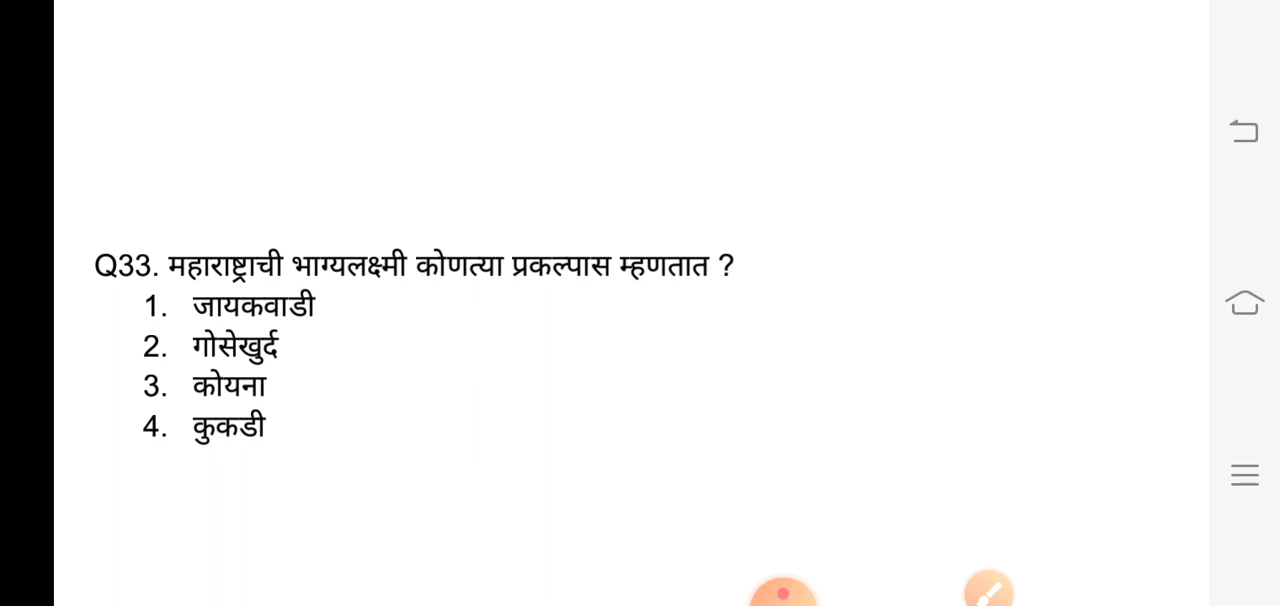 Q33. महाराष्ट्राची भाग्यलक्ष्मी कोणत्या प्रकल्पास म्हणतात ?
1. जायकवाडी
2. गोसेखुर्द
3. कोयना
4. कुकडी